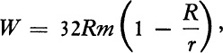 W = 32Rm(1 − R/r),